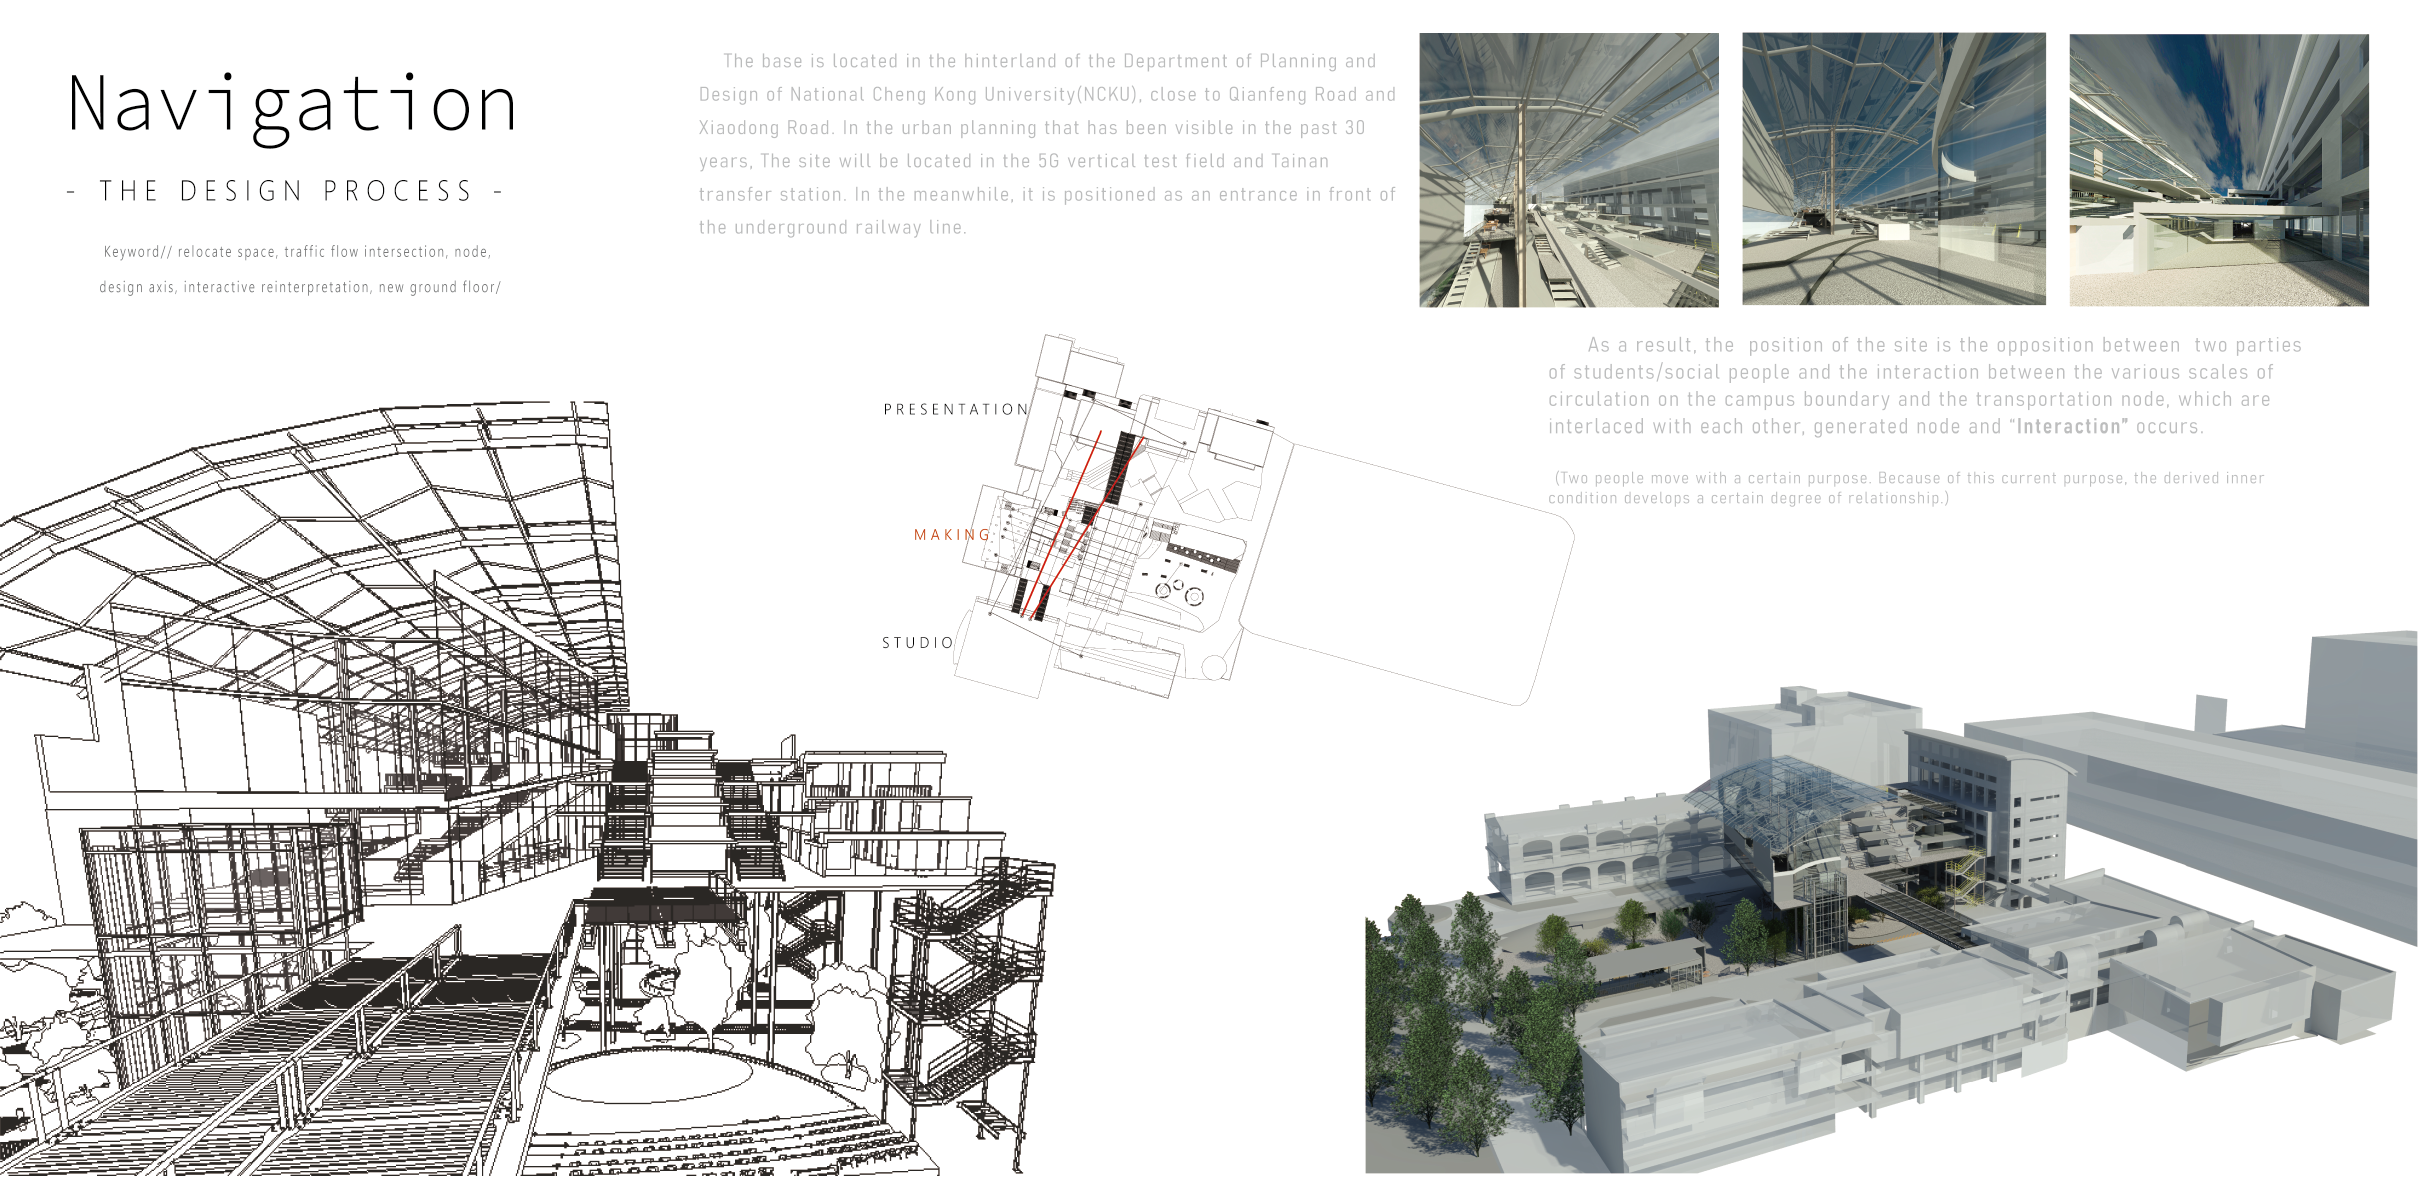 Navigation
- THE DESIGN PROCESS -
Keyword// relocate space, traffic flow intersection, node,
design axis, interactive reinterpretation, new ground floor/
The base is located in the hinterland of the Department of Planning and
Design of National Cheng Kong University(NCKU), close to Qianfeng Road and
Xiaodong Road. In the urban planning that has been visible in the past 30
years, The site will be located in the 5G vertical test field and Tainan
transfer station. In the meanwhile, it is positioned as an entrance in front of
the underground railway line.
As a result, the position of the site is the opposition between two parties
of students/social people and the interaction between the various scales of
circulation on the campus boundary and the transportation node, which are
interlaced with each other, generated node and “Interaction” occurs.
(Two people move with a certain purpose. Because of this current purpose, the derived inner
condition develops a certain degree of relationship.)
PRESENTATION
MAKING
STUDIO